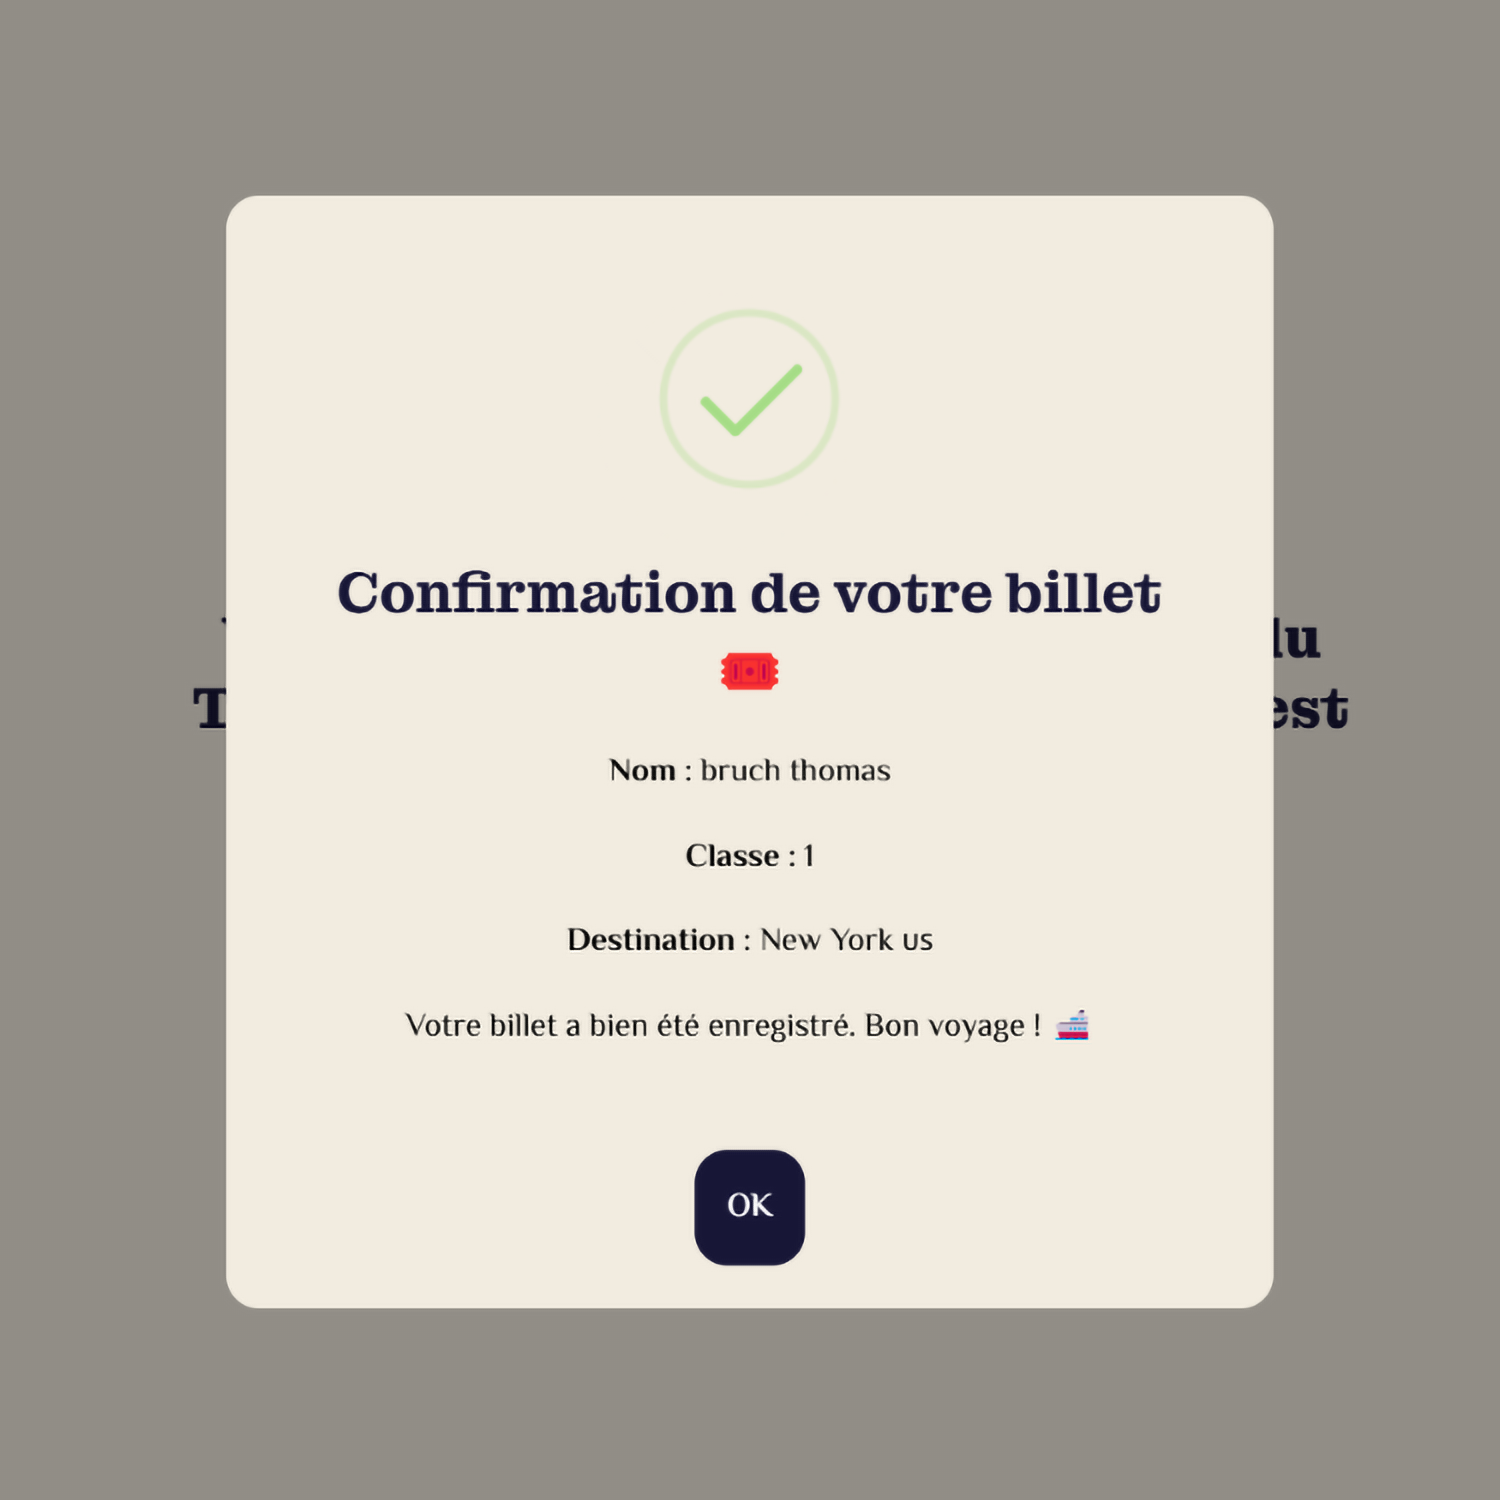 Confirmation de votre billet
Nom : bruch thomas
Classe : 1
Destination : New York us
Votre billet a bien été enregistré. Bon voyage !
OK